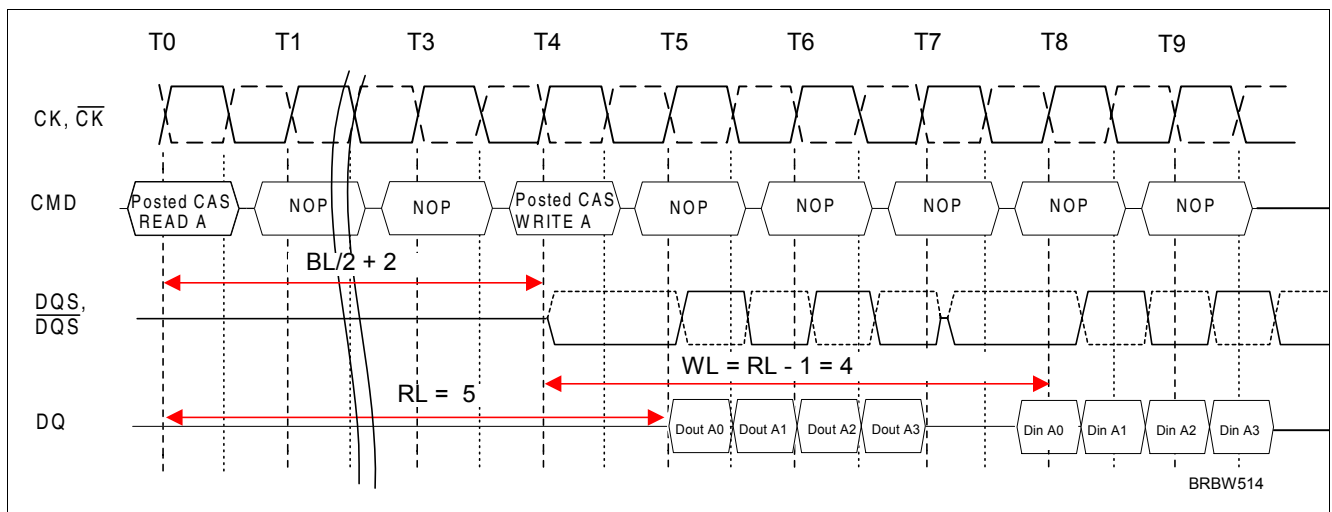 T0 T1 T3 T4 T5 T6 T7 T8 T9
CK, CK
CMD
Posted CAS
READ A
NOP
NOP
Posted CAS
WRITE A
NOP
NOP
NOP
NOP
NOP
BL/2 + 2
DQS,
DQS
WL = RL - 1 = 4
RL = 5
DQ
Dout A0 Dout A1 Dout A2 Dout A3 Din A0 Din A1 Din A2 Din A3
BRBW514